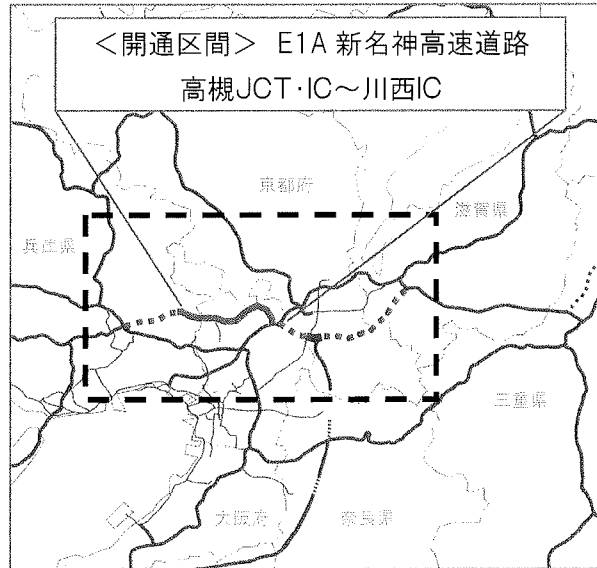 ＜開通区間＞ E1A 新名神高速道路
高槻JCT･IC～川西IC
京都府
滋賀県
兵庫県
三重県
大阪府
奈良県